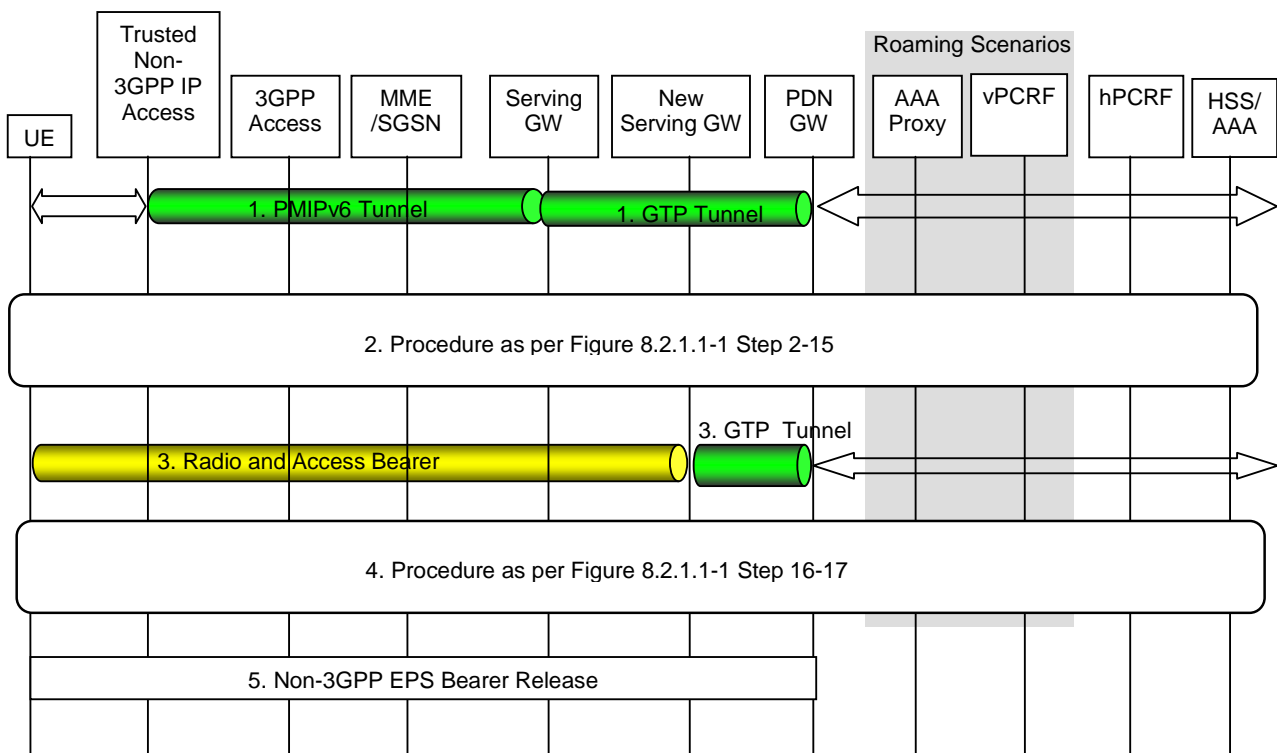 Trusted
Non-
3GPP IP
Access
Roaming Scenarios
UE
3GPP
Access
MME
/SGSN
Serving
GW
New
Serving GW
PDN
GW
AAA
Proxy
vPCRF
hPCRF
HSS/
AAA
1. PMIPv6 Tunnel
1. GTP Tunnel
2. Procedure as per Figure 8.2.1.1-1 Step 2-15
3. GTP Tunnel
3. Radio and Access Bearer
4. Procedure as per Figure 8.2.1.1-1 Step 16-17
5. Non-3GPP EPS Bearer Release